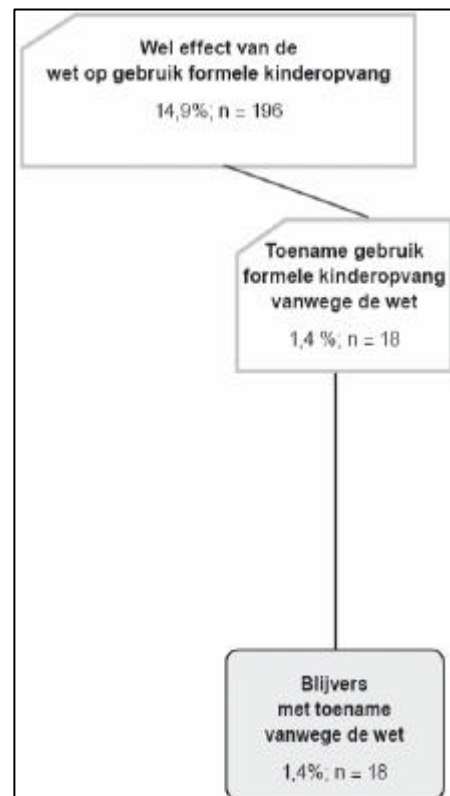 Wel effect van de
wet op gebruik formele kinderopvang
14,9%; n = 196
Toename gebruik
formele kinderopvang
vanwege de wet
1,4 %; n = 18
Blijvers
met toename
vanwege de wet
1,4%; n = 18